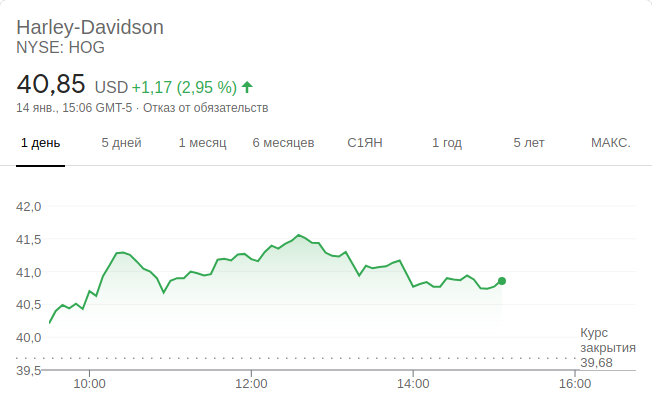 Harley-Davidson
NYSE: HOG
40,85 USD +1,17 (2,95 %)
14 янв., 15:06 GMT-5 · Отказ от обязательств
1 день 5 дней 1 месяц 6 месяцев С1ЯН 1 год 5 лет МАКС.
42,0
41,5
41,0
40,5
40,0
39,5
Курс
закрытия
39,68
10:00 12:00 14:00 16:00